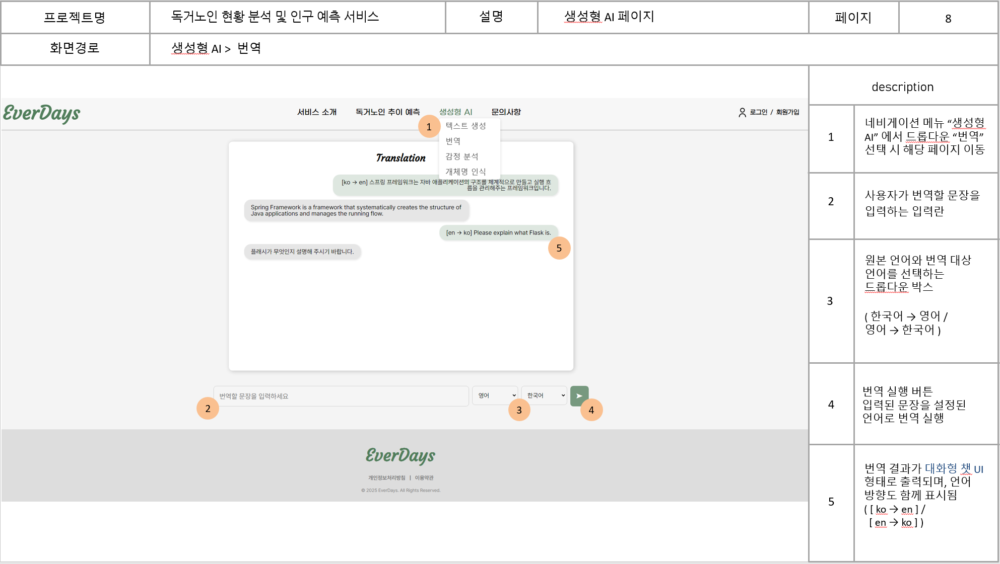 프로젝트명
독거노인 현황 분석 및 인구 예측 서비스
설명
생성형 AI 페이지
페이지
8
화면경로
생성형 AI > 번역
EverDays
서비스 소개
독거노인 추이 예측
생성형 AI
문의사항
로그인 / 회원가입
1
텍스트 생성
번역
감정 분석
개체명 인식
Translation
[ko → en] 스프링 프레임워크는 자바 애플리케이션의 구조를 체계적으로 만들고 실행 흐
름을 관리해주는 프레임워크입니다.
Spring Framework is a framework that systematically creates the structure of
Java applications and manages the running flow.
[en → ko] Please explain what Flask is.
5
플래시가 무엇인지 설명해 주시기 바랍니다.
번역할 문장을 입력하세요
영어
한국어
2
3
4
EverDays
개인정보처리방침 | 이용약관
© 2025 EverDays. All Rights Reserved.
description
1
네비게이션 메뉴 “생성형
AI” 에서 드롭다운 “번역”
선택 시 해당 페이지 이동
2
사용자가 번역할 문장을
입력하는 입력란
3
원본 언어와 번역 대상
언어를 선택하는
드롭다운 박스
( 한국어 → 영어 /
영어 → 한국어 )
4
번역 실행 버튼
입력된 문장을 설정된
언어로 번역 실행
5
번역 결과가 대화형 챗 UI
형태로 출력되며, 언어
방향도 함께 표시됨
( [ ko → en ] /
[ en → ko ] )